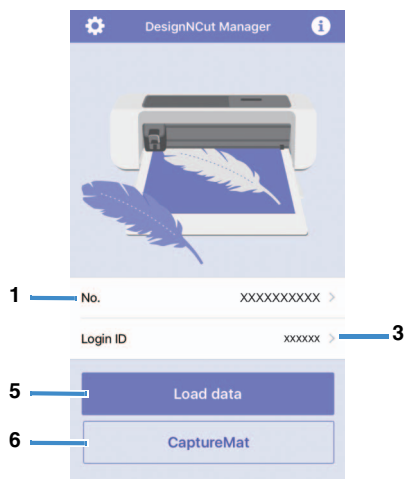 DesignNCut Manager
1 No. XXXXXXXXXX
Login ID XXXXXX 3
5 Load data
6 CaptureMat